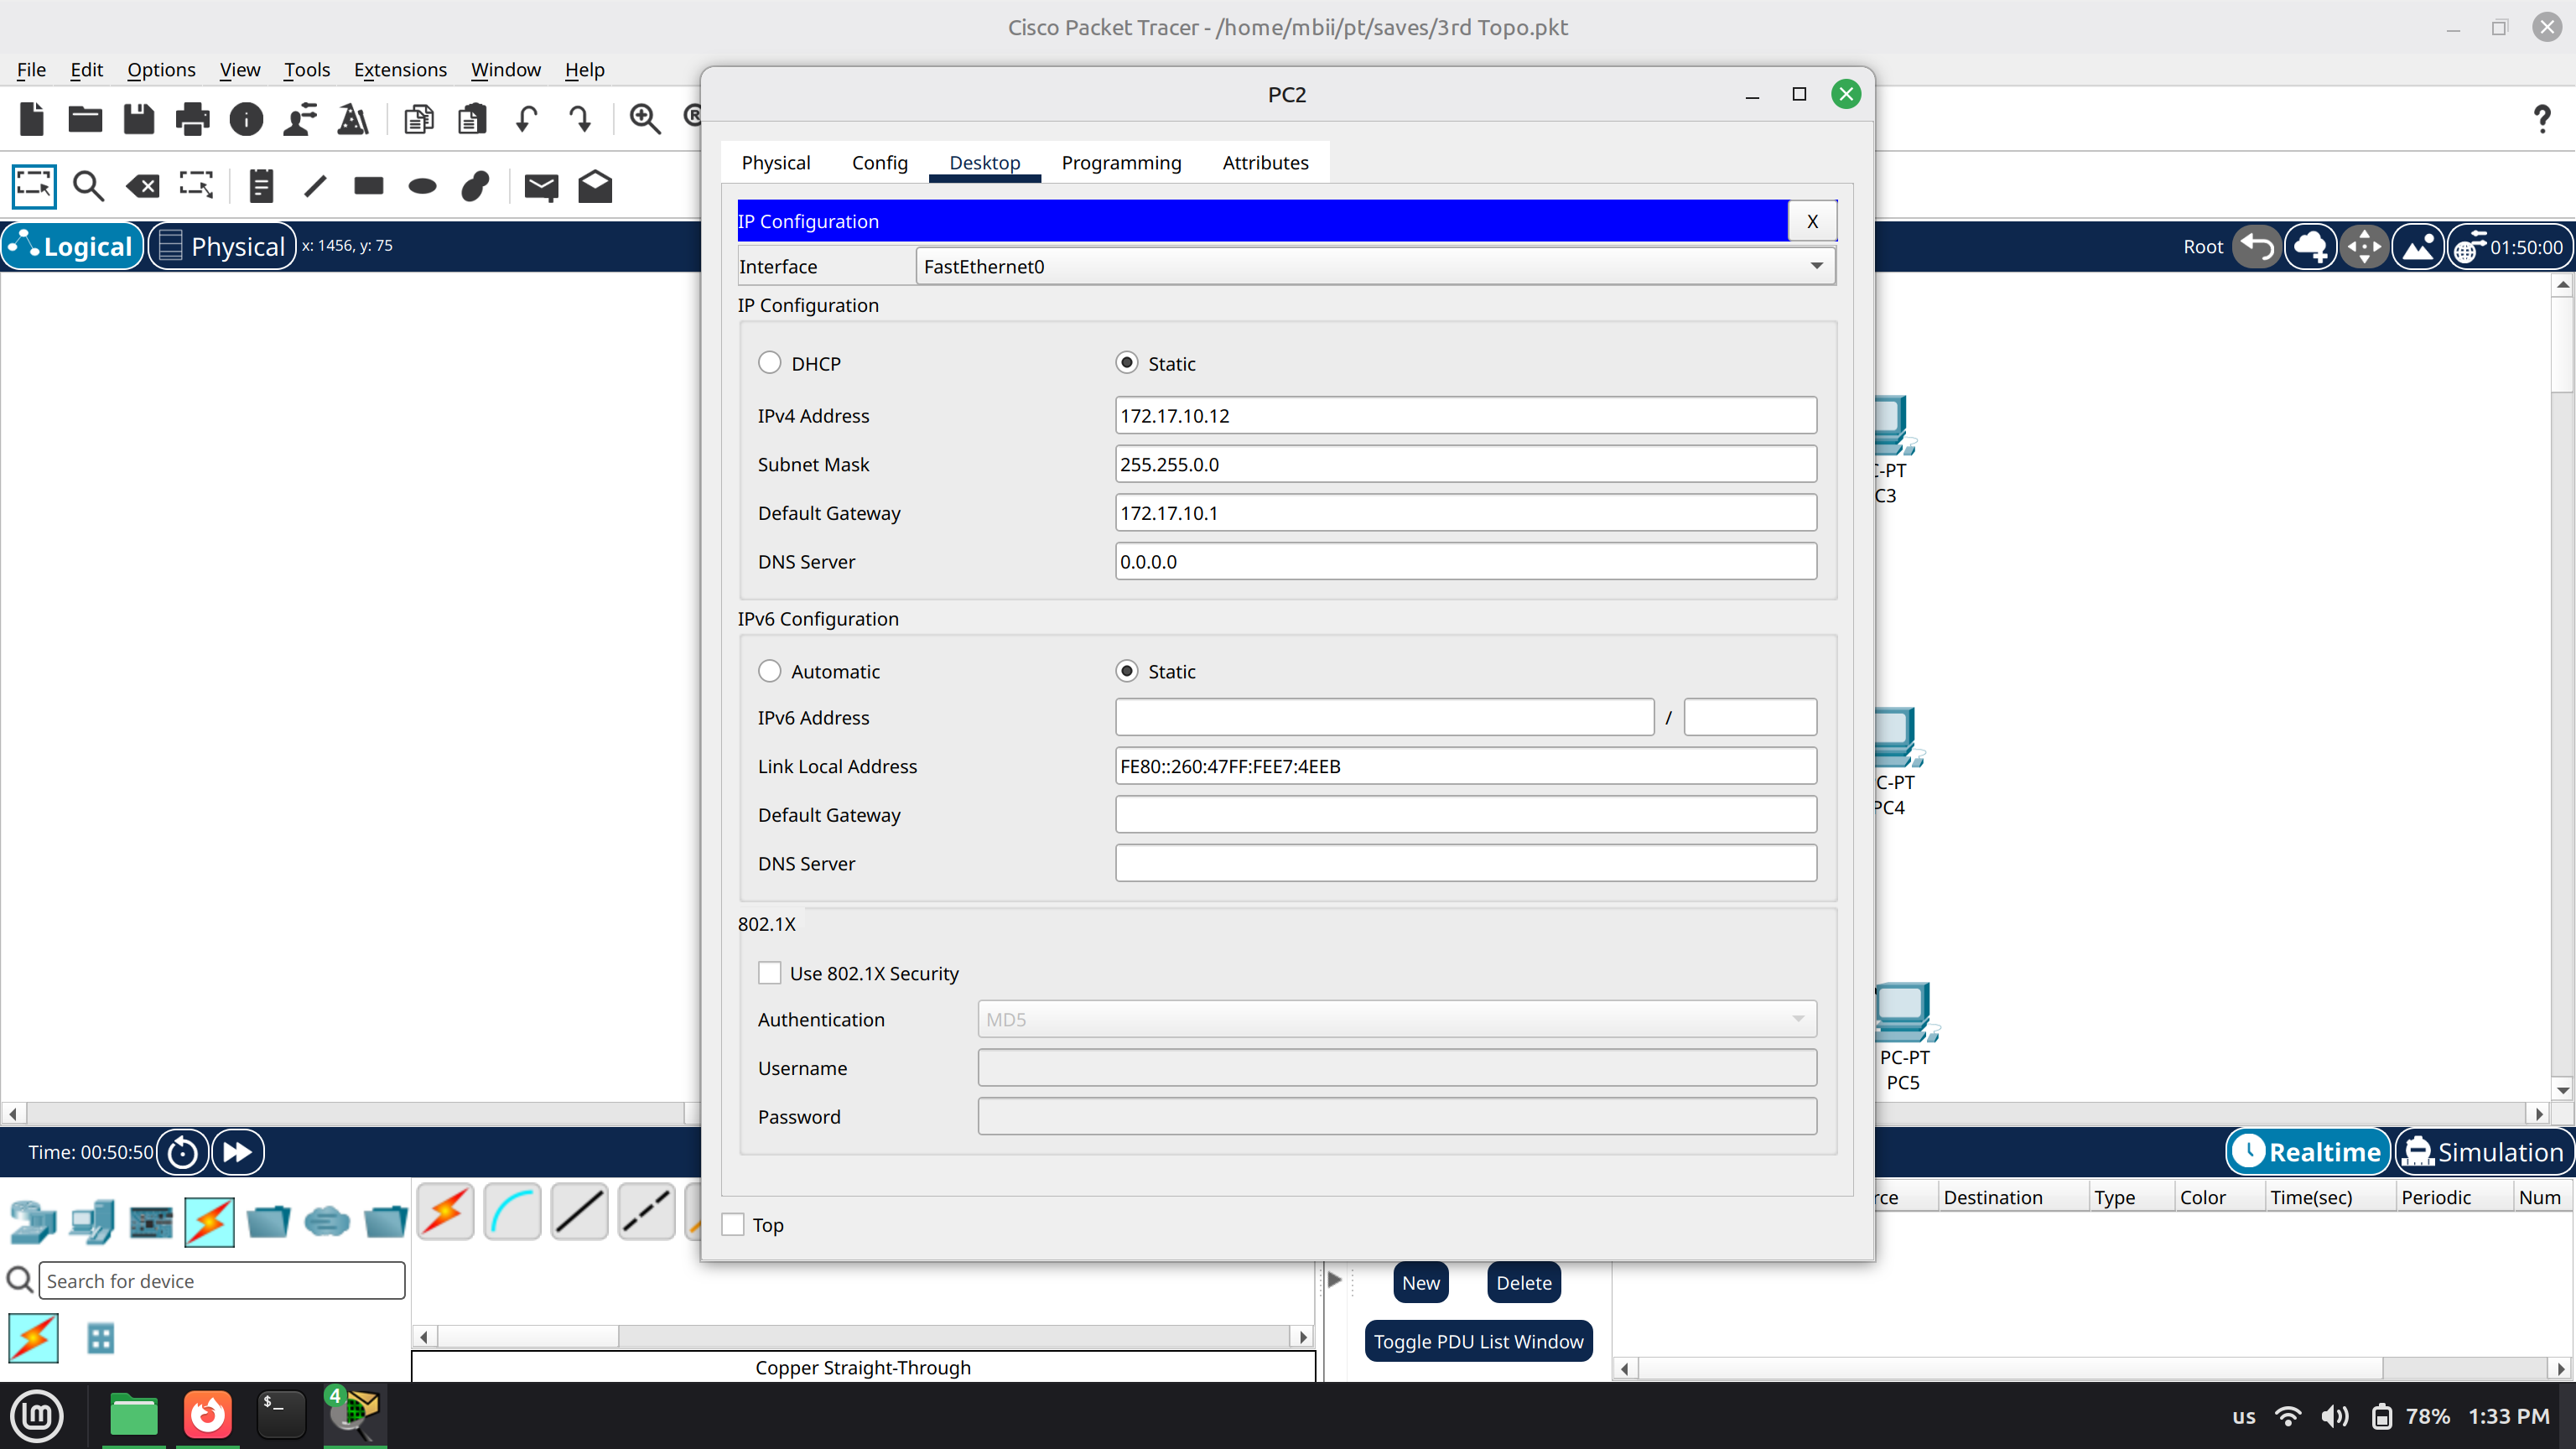 Cisco Packet Tracer - /home/mbii/pt/saves/3rd Topo.pkt
File Edit Options View Tools Extensions Window Help
PC2
Physical Config Desktop Programming Attributes
IP Configuration X
Logical Physical x: 1456, y: 75
Root 01:50:00
Interface FastEthernet0
IP Configuration
DHCP Static
IPv4 Address 172.17.10.12
Subnet Mask 255.255.0.0
Default Gateway 172.17.10.1
DNS Server 0.0.0.0
IPv6 Configuration
Automatic Static
IPv6 Address /
Link Local Address FE80::260:47FF:FEE7:4EEB
Default Gateway
DNS Server
802.1X
Use 802.1X Security
Authentication MD5
Username
Password
Top
C-PT
C3
C-PT
PC4
PC-PT
PC5
Time: 00:50:50
Realtime Simulation
rce Destination Type Color Time(sec) Periodic Num
Search for device
New Delete
Toggle PDU List Window
Copper Straight-Through
4
$_
us 78% 1:33 PM